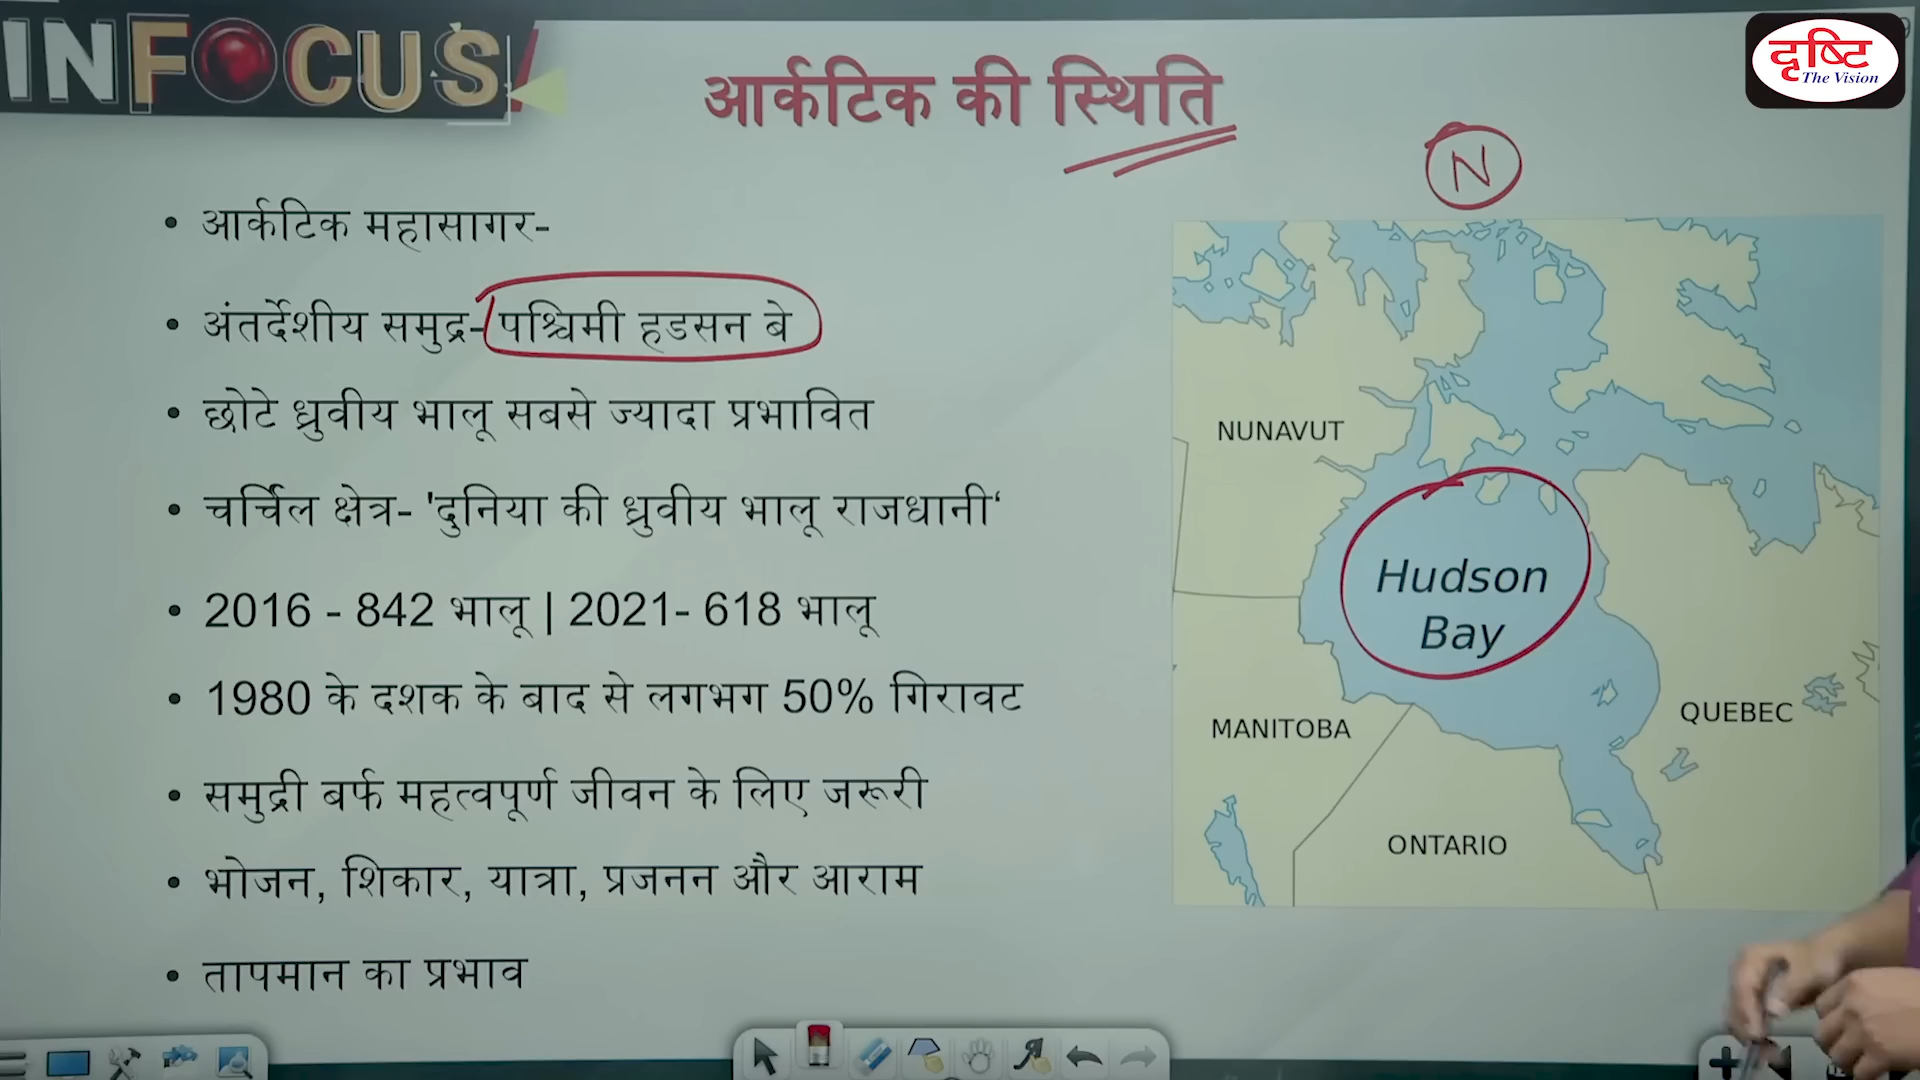 INFOCUS
दृष्टि
The Vision
आर्कटिक की स्थिति
N
• आर्कटिक महासागर-
• अंतर्देशीय समुद्र- पश्चिमी हडसन बे
• छोटे ध्रुवीय भालू सबसे ज्यादा प्रभावित
• चर्चिल क्षेत्र- 'दुनिया की ध्रुवीय भालू राजधानी‘
• 2016 - 842 भालू | 2021- 618 भालू
• 1980 के दशक के बाद से लगभग 50% गिरावट
• समुद्री बर्फ महत्वपूर्ण जीवन के लिए जरूरी
• भोजन, शिकार, यात्रा, प्रजनन और आराम
• तापमान का प्रभाव
NUNAVUT
Hudson
Bay
QUEBEC
MANITOBA
ONTARIO